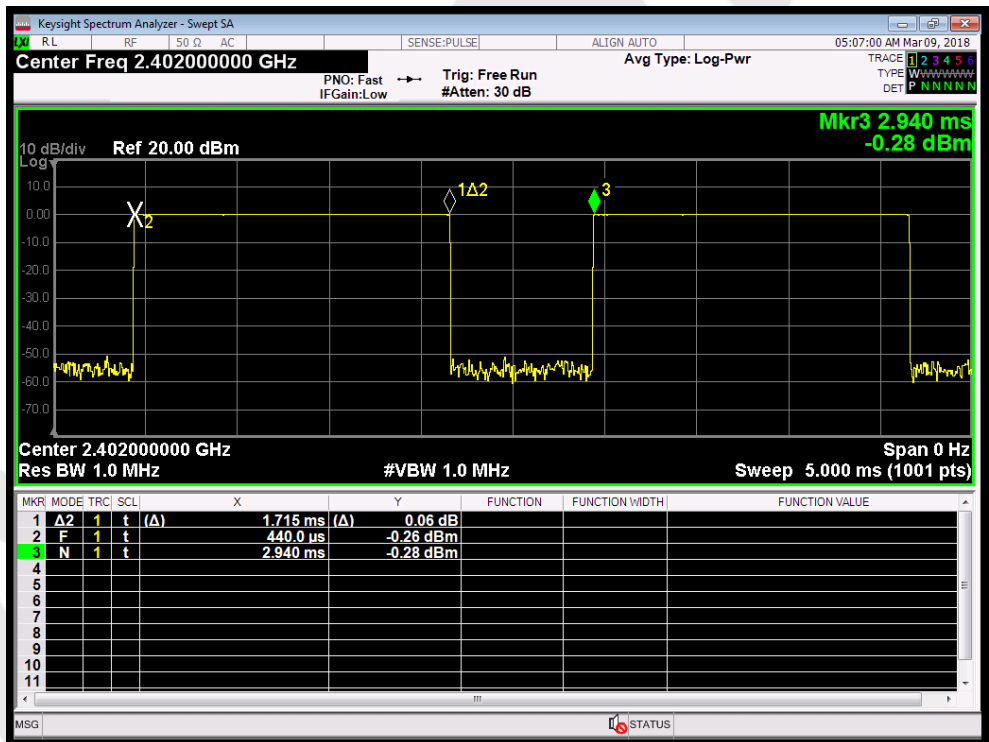 Keysight Spectrum Analyzer - Swept SA
LXI RL RF 50 Ω AC SENSE:PULSE ALIGN AUTO 05:07:00 AM Mar 09, 2018
Center Freq 2.402000000 GHz Avg Type: Log-Pwr TRACE 1 2 3 4 5 6
PNO: Fast Trig: Free Run TYPE WWWWWW
IFGain:Low #Atten: 30 dB DET P N N N N N
Mkr3 2.940 ms
10 dB/div Ref 20.00 dBm -0.28 dBm
Log
10.0
1Δ2
3
0.00
2
-10.0
-20.0
-30.0
-40.0
-50.0
-60.0
-70.0
Center 2.402000000 GHz Span 0 Hz
Res BW 1.0 MHz #VBW 1.0 MHz Sweep 5.000 ms (1001 pts)
MKR MODE TRC SCL X Y FUNCTION FUNCTION WIDTH FUNCTION VALUE
1 Δ2 1 t (Δ) 1.715 ms (Δ) 0.06 dB
2 F 1 t 440.0 µs -0.26 dBm
3 N 1 t 2.940 ms -0.28 dBm
4
5
6
7
8
9
10
11
MSG STATUS